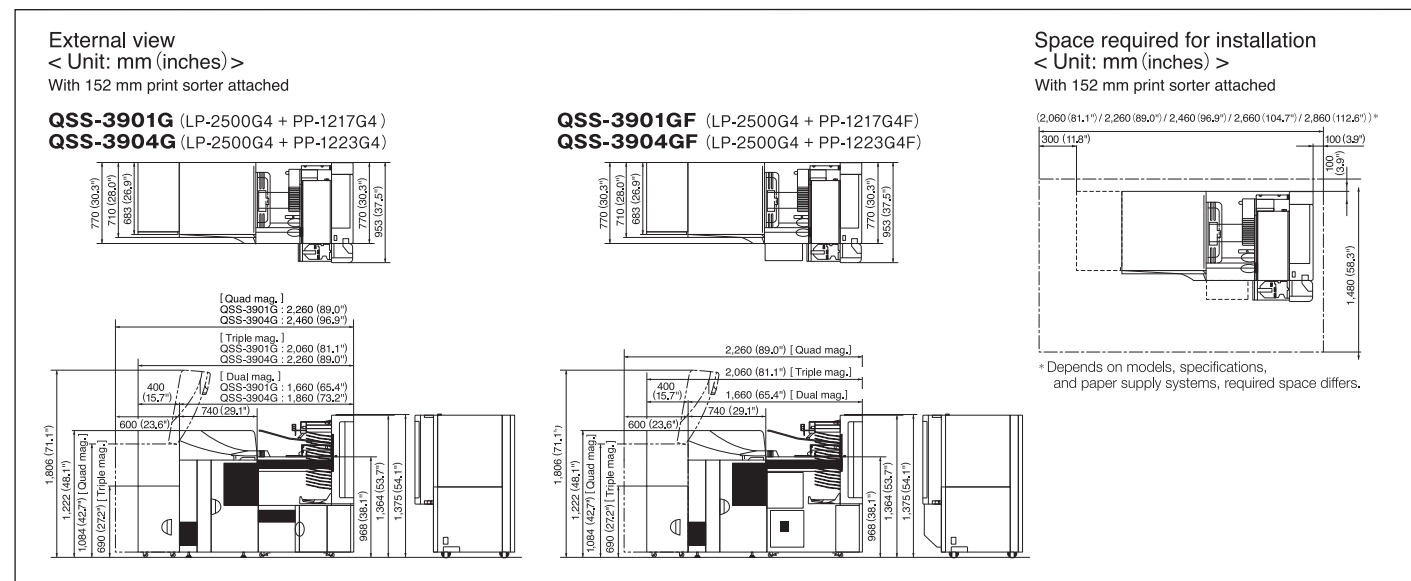 External view
< Unit: mm (inches) >
With 152 mm print sorter attached
QSS-3901G (LP-2500G4 + PP-1217G4)
QSS-3904G (LP-2500G4 + PP-1223G4)
770 (30.3")
710 (28.0")
683 (26.9")
770 (30.3")
953 (37.5")
[Quad mag.]
QSS-3901G : 2,260 (89.0")
QSS-3904G : 2,460 (96.9")
[Triple mag.]
QSS-3901G : 2,060 (81.1")
QSS-3904G : 2,260 (89.0")
[Dual mag.]
QSS-3901G : 1,660 (65.4")
QSS-3904G : 1,860 (73.2")
400
(15.7")
740 (29.1")
600 (23.6")
1,806 (71.1")
1,222 (48.1")
1,084 (42.7") [Quad mag.]
690 (27.2") [Triple mag.]
968 (38.1")
1,364 (53.7")
1,375 (54.1")
QSS-3901GF (LP-2500G4 + PP-1217G4F)
QSS-3904GF (LP-2500G4 + PP-1223G4F)
770 (30.3")
710 (28.0")
683 (26.9")
770 (30.3")
953 (37.5")
2,260 (89.0") [Quad mag.]
2,060 (81.1") [Triple mag.]
1,660 (65.4") [Dual mag.]
400
(15.7")
740 (29.1")
600 (23.6")
1,806 (71.1")
1,222 (48.1")
1,084 (42.7") [Quad mag.]
690 (27.2") [Triple mag.]
968 (38.1")
1,364 (53.7")
1,375 (54.1")
Space required for installation
< Unit: mm (inches) >
With 152 mm print sorter attached
(2,060 (81.1") / 2,260 (89.0") / 2,460 (96.9") / 2,660 (104.7") / 2,860 (112.6"))*
300 (11.8")
100 (3.9")
100
(3.9")
1,480 (58.3")
* Depends on models, specifications,
and paper supply systems, required space differs.